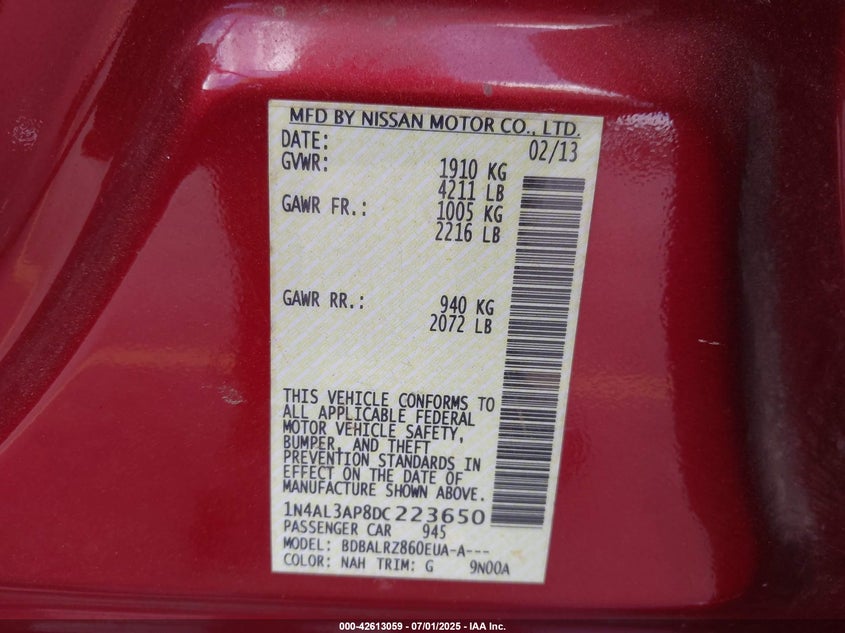 MFD BY NISSAN MOTOR CO., LTD.
DATE: 02/13
GVWR: 1910 KG
4211 LB
GAWR FR.: 1005 KG
2216 LB
GAWR RR.: 940 KG
2072 LB
THIS VEHICLE CONFORMS TO
ALL APPLICABLE FEDERAL
MOTOR VEHICLE SAFETY,
BUMPER, AND THEFT
PREVENTION STANDARDS IN
EFFECT ON THE DATE OF
MANUFACTURE SHOWN ABOVE.
1N4AL3AP8DC223650
PASSENGER CAR 945
MODEL: BDBALRZ860EUA-A---
COLOR: NAH TRIM: G 9N00A
000-42613059 - 07/01/2025 - IAA Inc.